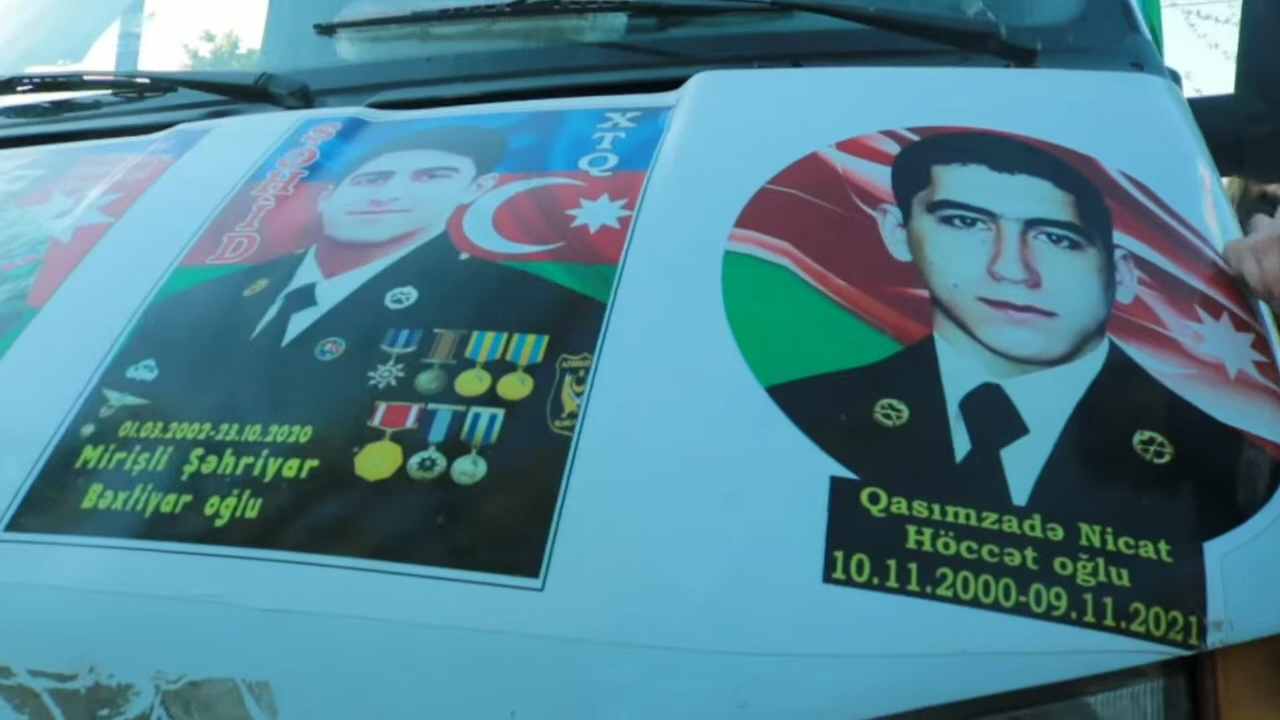 ŞƏHİD
XTQ
01.03.2002-23.10.2020
Mirişli Şəhriyar
Bəxtiyar oğlu
Qasımzadə Nicat
Höccət oğlu
10.11.2000-09.11.2021